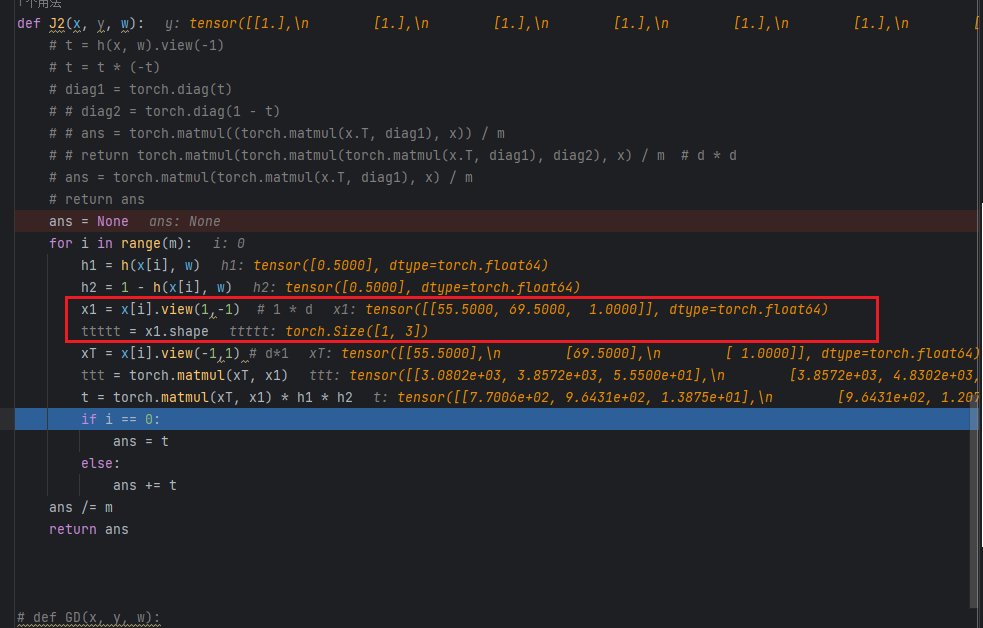 1个用法
def J2(x, y, w):   y: tensor([[1.],\n        [1.],\n        [1.],\n        [1.],\n        [1.],\n        [1.],\n        [
    # t = h(x, w).view(-1)
    # t = t * (-t)
    # diag1 = torch.diag(t)
    # # diag2 = torch.diag(1 - t)
    # # ans = torch.matmul((torch.matmul(x.T, diag1), x)) / m
    # # return torch.matmul(torch.matmul(torch.matmul(x.T, diag1), diag2), x) / m  # d * d
    # ans = torch.matmul(torch.matmul(x.T, diag1), x) / m
    # return ans
    ans = None   ans: None
    for i in range(m):   i: 0
        h1 = h(x[i], w)   h1: tensor([0.5000], dtype=torch.float64)
        h2 = 1 - h(x[i], w)   h2: tensor([0.5000], dtype=torch.float64)
        x1 = x[i].view(1,-1)  # 1 * d   x1: tensor([[55.5000, 69.5000,  1.0000]], dtype=torch.float64)
        ttttt = x1.shape   ttttt: torch.Size([1, 3])
        xT = x[i].view(-1,1) # d*1   xT: tensor([[55.5000],\n        [69.5000],\n        [ 1.0000]], dtype=torch.float64)
        ttt = torch.matmul(xT, x1)   ttt: tensor([[3.0802e+03, 3.8572e+03, 5.5500e+01],\n        [3.8572e+03, 4.8302e+03,
        t = torch.matmul(xT, x1) * h1 * h2   t: tensor([[7.7006e+02, 9.6431e+02, 1.3875e+01],\n        [9.6431e+02, 1.207
        if i == 0:
            ans = t
        else:
            ans += t
    ans /= m
    return ans
# def GD(x, y, w):